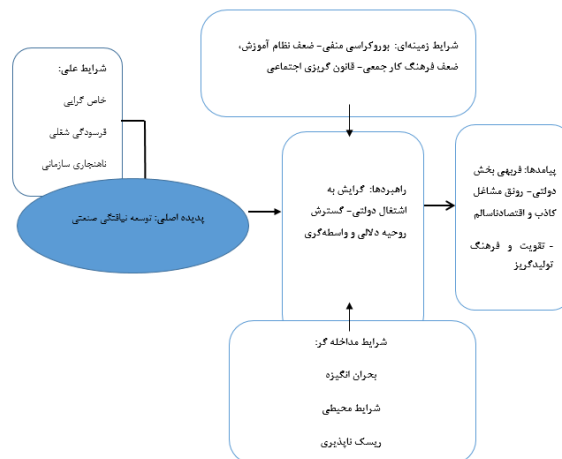 شرایط زمینه‌ای: بوروکراسی منفی- ضعف نظام آموزش،
ضعف فرهنگ کار جمعی- قانون گریزی اجتماعی
شرایط علی:
خاص گرایی
فرسودگی شغلی
ناهنجاری سازمانی
پدیده اصلی: توسعه نیافتگی صنعتی
راهبردها: گرایش به
اشتغال دولتی- گسترش
روحیه دلالی و واسطه‌گری
پیامدها: فربهی بخش
دولتی- رونق مشاغل
کاذب و اقتصادناسالم
- تقویت و فرهنگ
تولیدگریز
شرایط مداخله گر:
بحران انگیزه
شرایط محیطی
ریسک ناپذیری